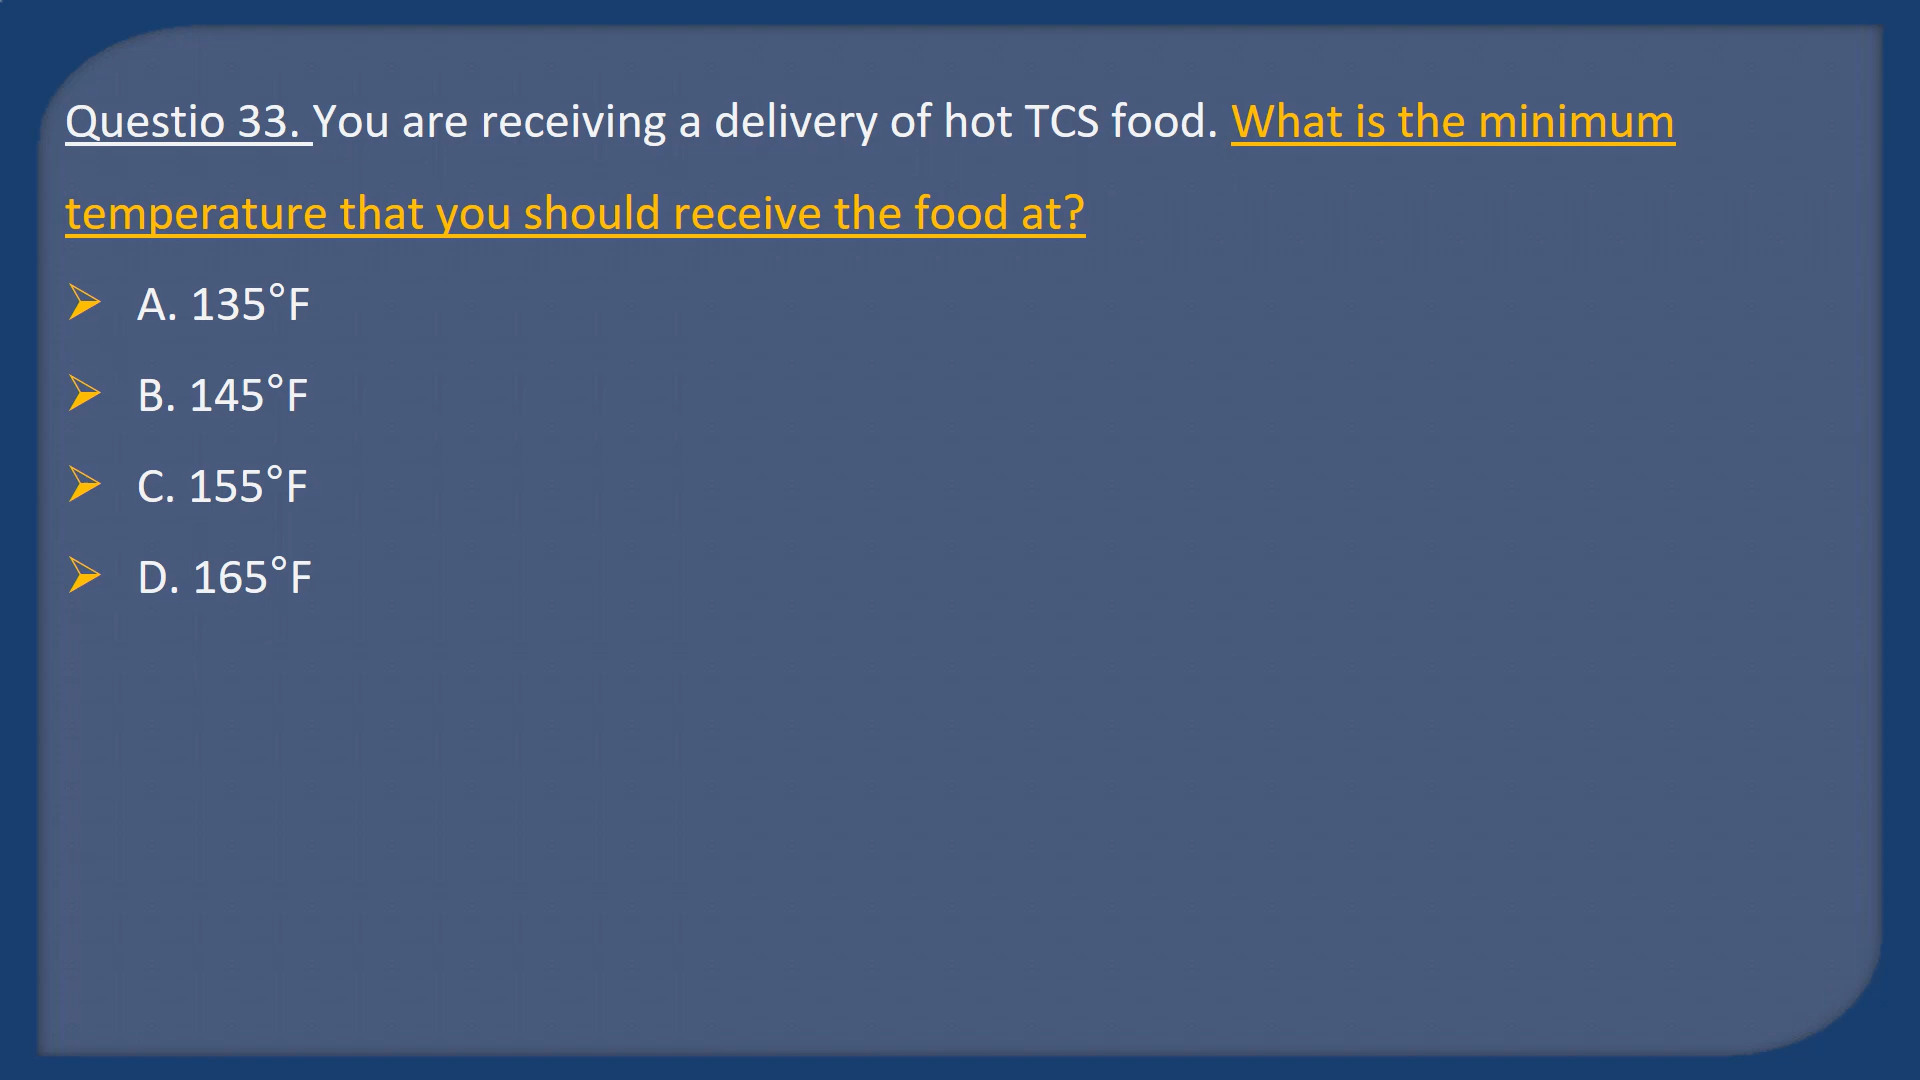 Questio 33. You are receiving a delivery of hot TCS food. What is the minimum
temperature that you should receive the food at?
A. 135°F
B. 145°F
C. 155°F
D. 165°F